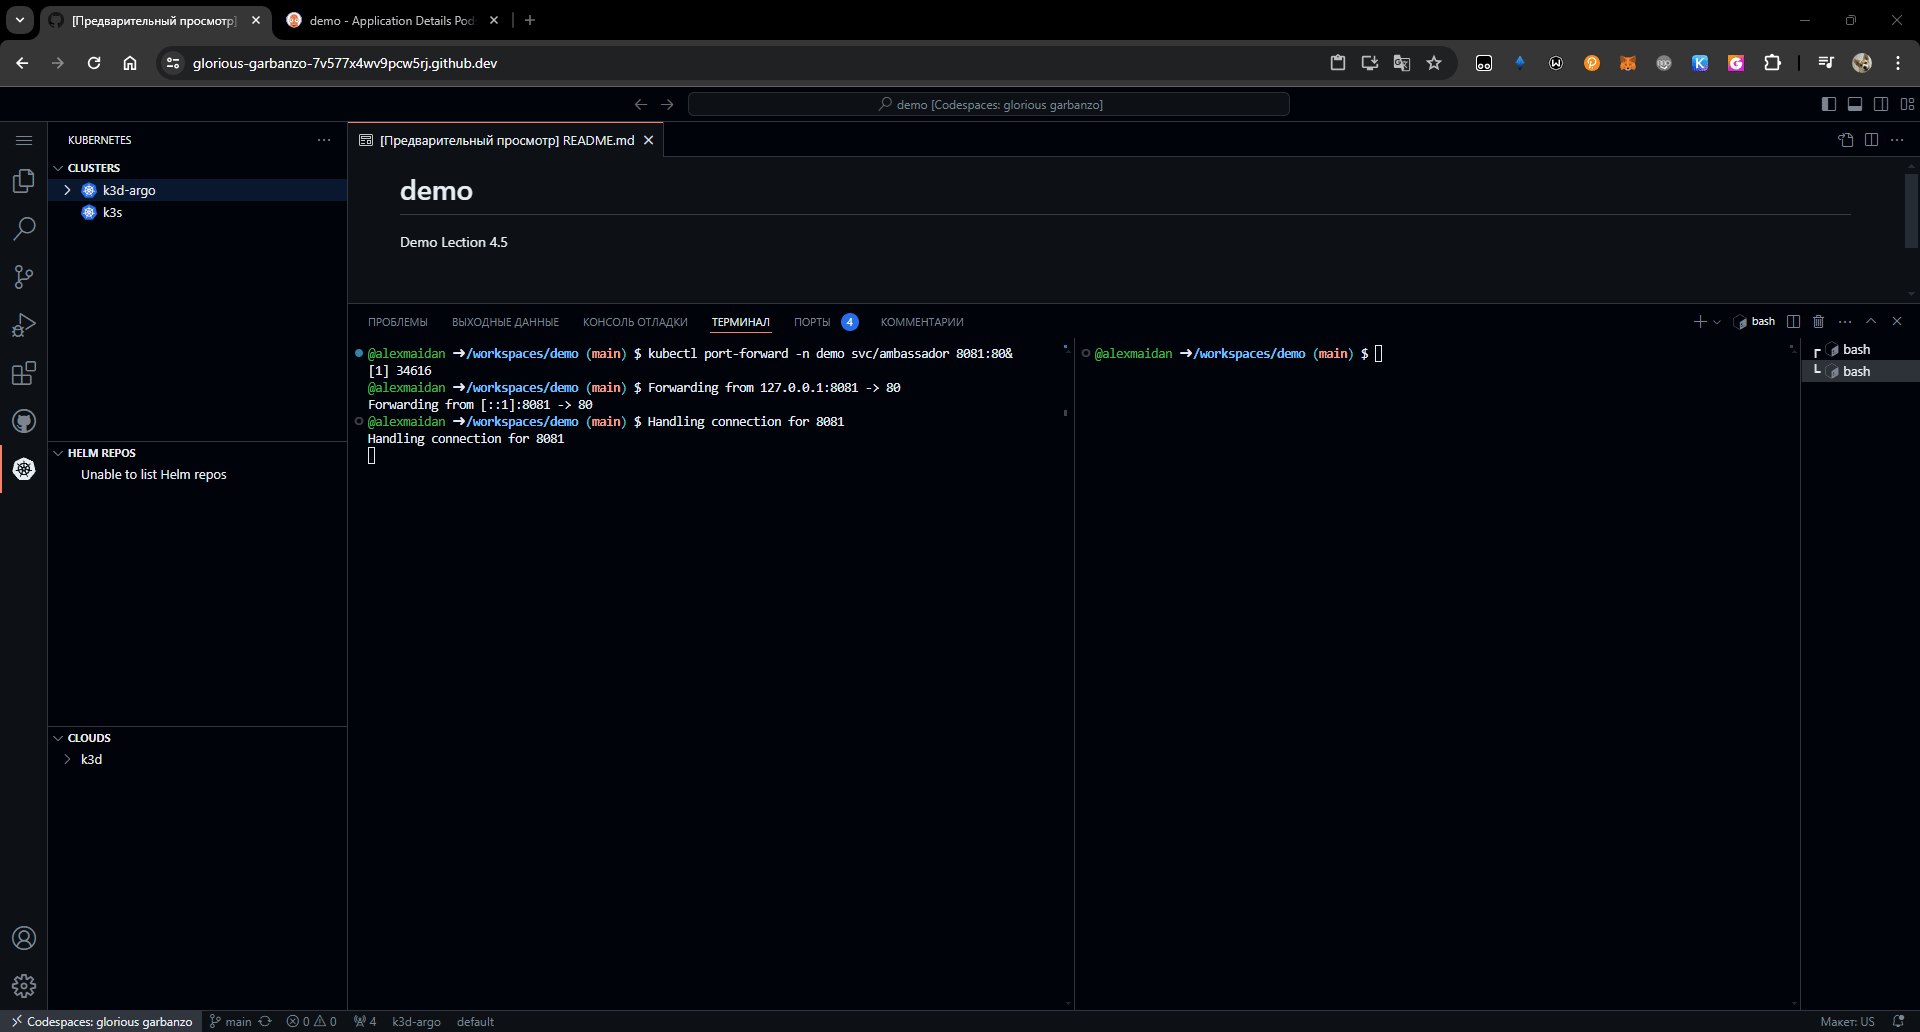 [Предварительный просмотр]
demo - Application Details Pod
glorious-garbanzo-7v577x4wv9pcw5rj.github.dev
demo [Codespaces: glorious garbanzo]
KUBERNETES
[Предварительный просмотр] README.md
CLUSTERS
k3d-argo
k3s
demo
Demo Lection 4.5
ПРОБЛЕМЫ ВЫХОДНЫЕ ДАННЫЕ КОНСОЛЬ ОТЛАДКИ ТЕРМИНАЛ ПОРТЫ 4 КОММЕНТАРИИ
bash
@alexmaidan ➜/workspaces/demo (main) $ kubectl port-forward -n demo svc/ambassador 8081:80&
[1] 34616
@alexmaidan ➜/workspaces/demo (main) $ Forwarding from 127.0.0.1:8081 -> 80
Forwarding from [::1]:8081 -> 80
@alexmaidan ➜/workspaces/demo (main) $ Handling connection for 8081
Handling connection for 8081
@alexmaidan ➜/workspaces/demo (main) $
bash
bash
HELM REPOS
Unable to list Helm repos
CLOUDS
k3d
Codespaces: glorious garbanzo main 0 0 4 k3d-argo default Макет: US